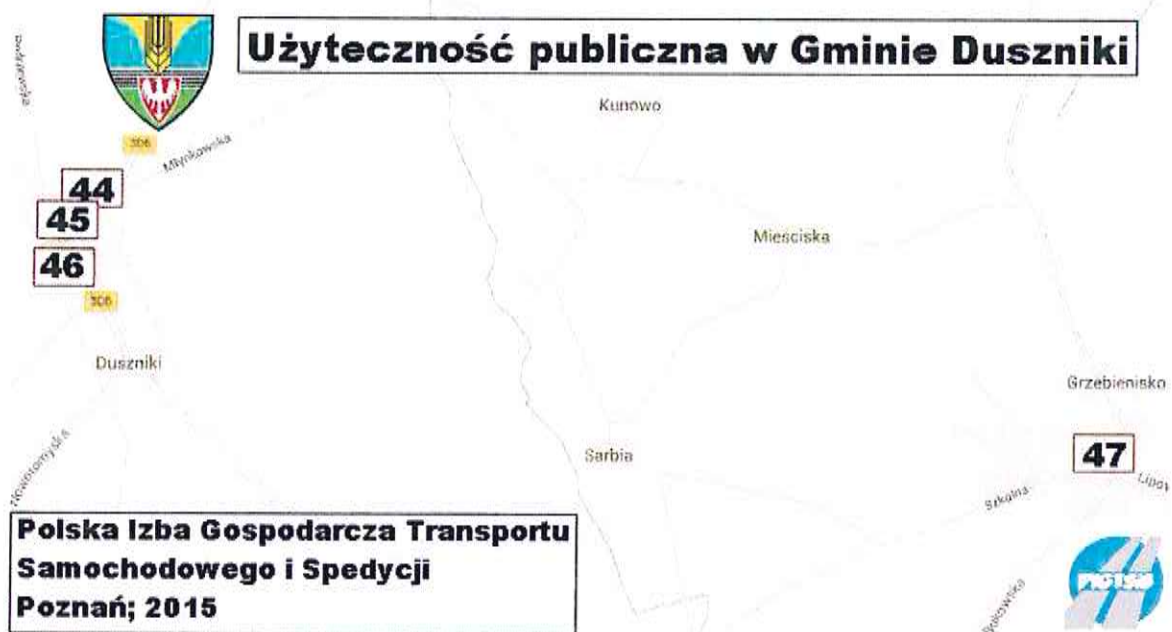 Użyteczność publiczna w Gminie Duszniki
Kunowo
306
Młynkowska
44
45
Mieściska
46
306
Duszniki
Grzebienisko
Nowotomyska
Sarbia
47
Szkolna
Polska Izba Gospodarcza Transportu
Samochodowego i Spedycji
Poznań; 2015